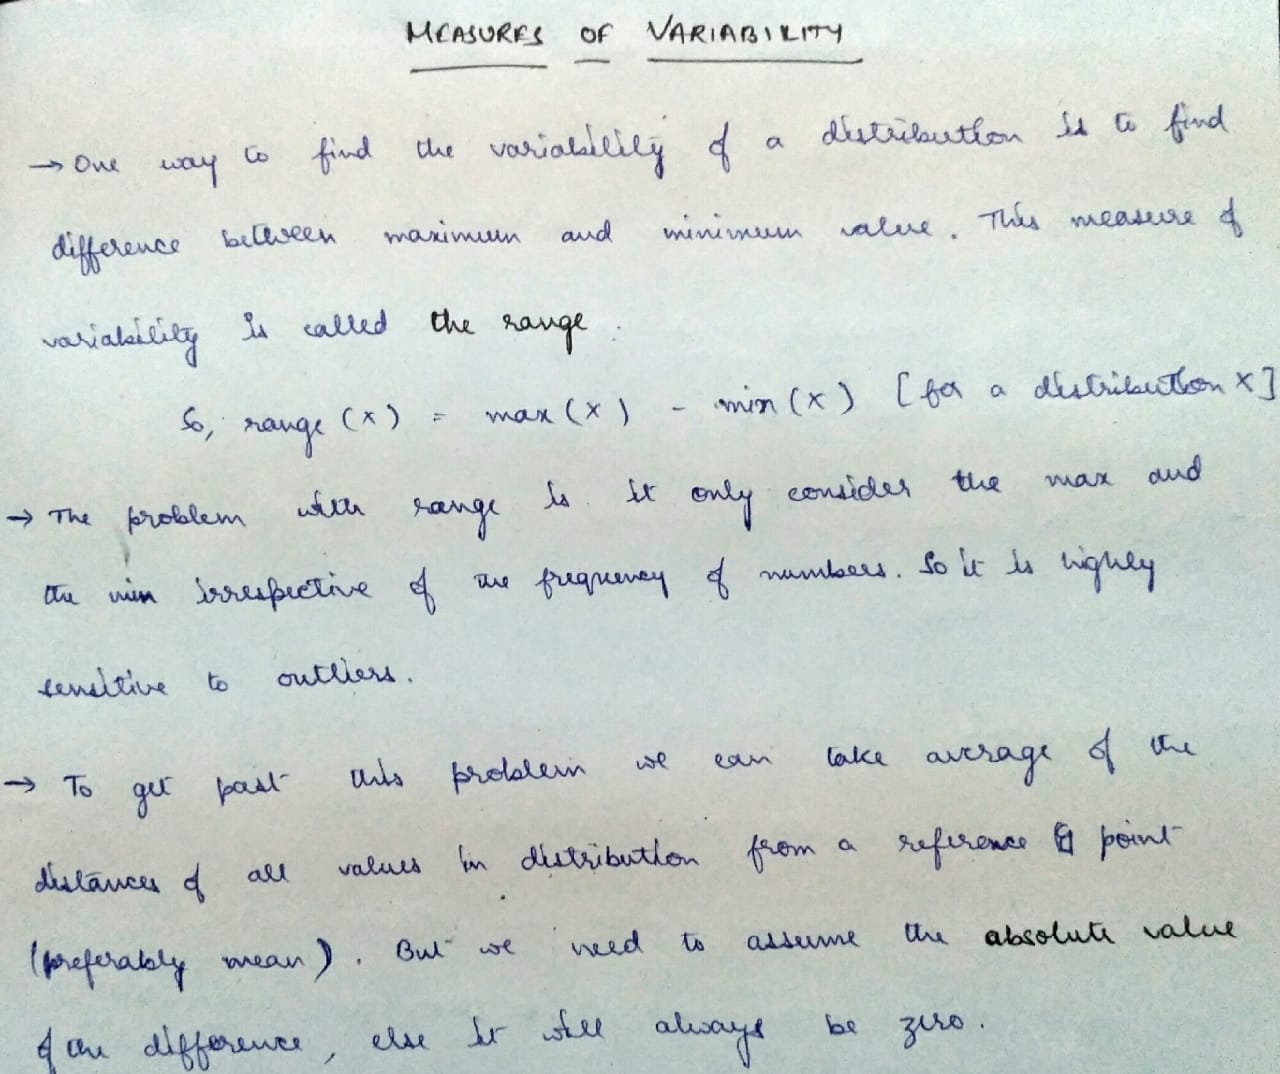 MEASURES OF VARIABILITY
→ One way to find the variability of a distribution is to find
difference between maximum and minimum value. This measure of
variability is called the range.
So, range (x) = max (x) - min (x) [for a distribution x]
→ The problem with range is it only consider the max and
the min irrespective of the frequency of numbers. So it is highly
sensitive to outliers.
→ To get past this problem we can take average of the
distances of all values in distribution from a reference point
(preferably mean). But we need to assume the absolute value
of the difference, else it will always be zero.